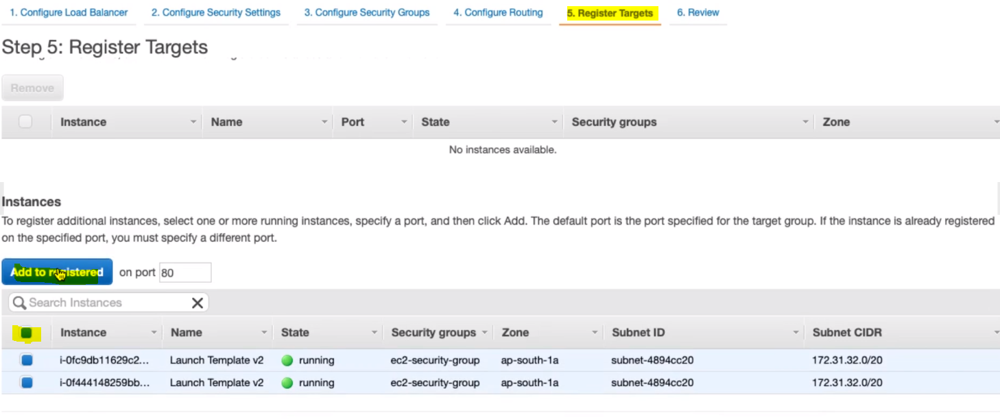 1. Configure Load Balancer 2. Configure Security Settings 3. Configure Security Groups 4. Configure Routing 5. Register Targets 6. Review
Step 5: Register Targets
Remove
Instance Name Port State Security groups Zone
No instances available.
Instances
To register additional instances, select one or more running instances, specify a port, and then click Add. The default port is the port specified for the target group. If the instance is already registered
on the specified port, you must specify a different port.
Add to registered on port 80
Search Instances
Instance Name State Security groups Zone Subnet ID Subnet CIDR
i-0fc9db11629c2... Launch Template v2 running ec2-security-group ap-south-1a subnet-4894cc20 172.31.32.0/20
i-0f444148259bb... Launch Template v2 running ec2-security-group ap-south-1a subnet-4894cc20 172.31.32.0/20